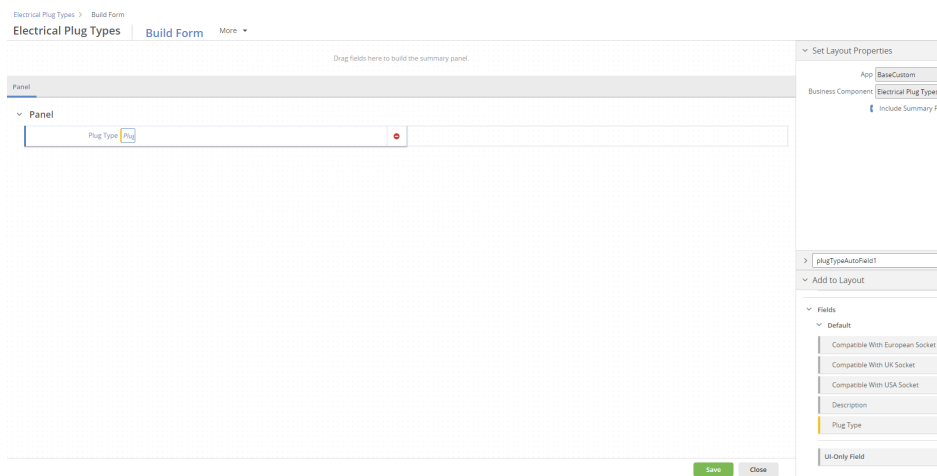 Electrical Plug Types > Build Form
Electrical Plug Types Build Form More
Drag fields here to build the summary panel.
Panel
Panel
Plug Type Plug
Set Layout Properties
App BaseCustom
Business Component Electrical Plug Types
Include Summary
plugTypeAutoField1
Add to Layout
Fields
Default
Compatible With European Socket
Compatible With UK Socket
Compatible With USA Socket
Description
Plug Type
UI-Only Field
Save Close